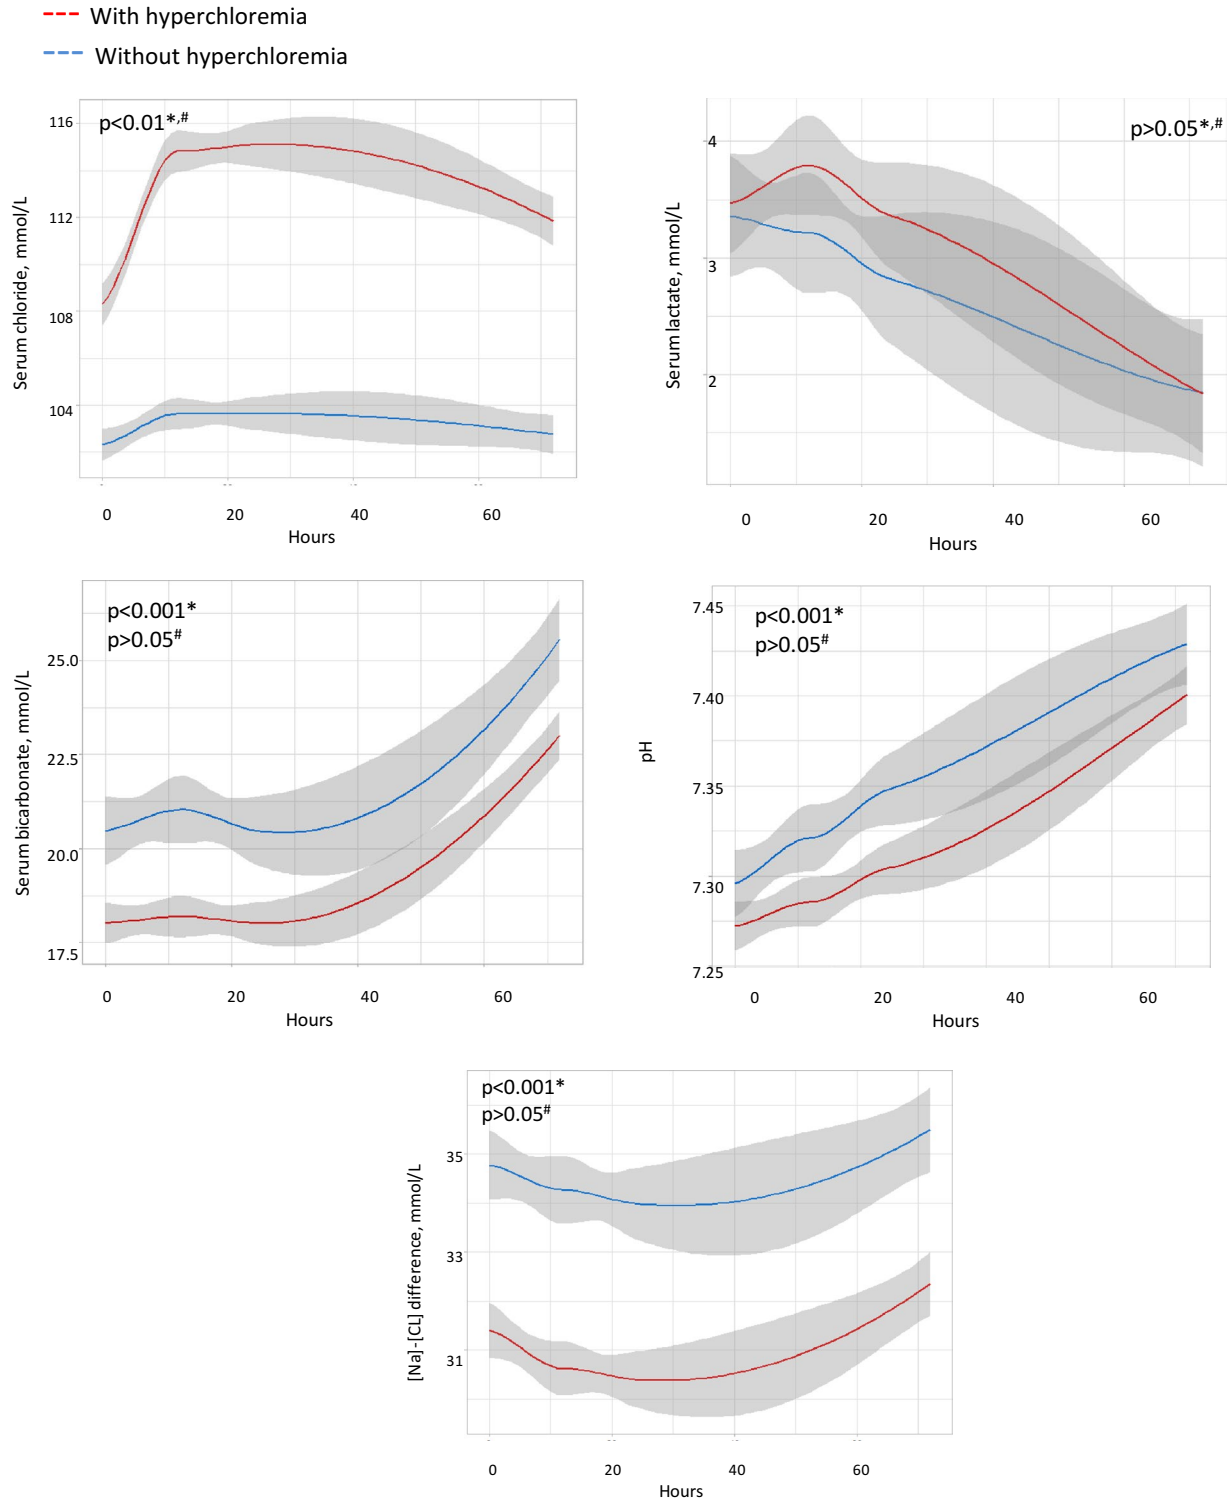 With hyperchloremia
Without hyperchloremia
p<0.01*,#
116
112
108
104
Serum chloride, mmol/L
0 20 40 60
Hours
p>0.05*,#
4
3
2
Serum lactate, mmol/L
0 20 40 60
Hours
p<0.001*
p>0.05#
25.0
22.5
20.0
17.5
Serum bicarbonate, mmol/L
0 20 40 60
Hours
p<0.001*
p>0.05#
7.45
7.40
7.35
7.30
7.25
pH
0 20 40 60
Hours
p<0.001*
p>0.05#
35
33
31
[Na]-[CL] difference, mmol/L
0 20 40 60
Hours